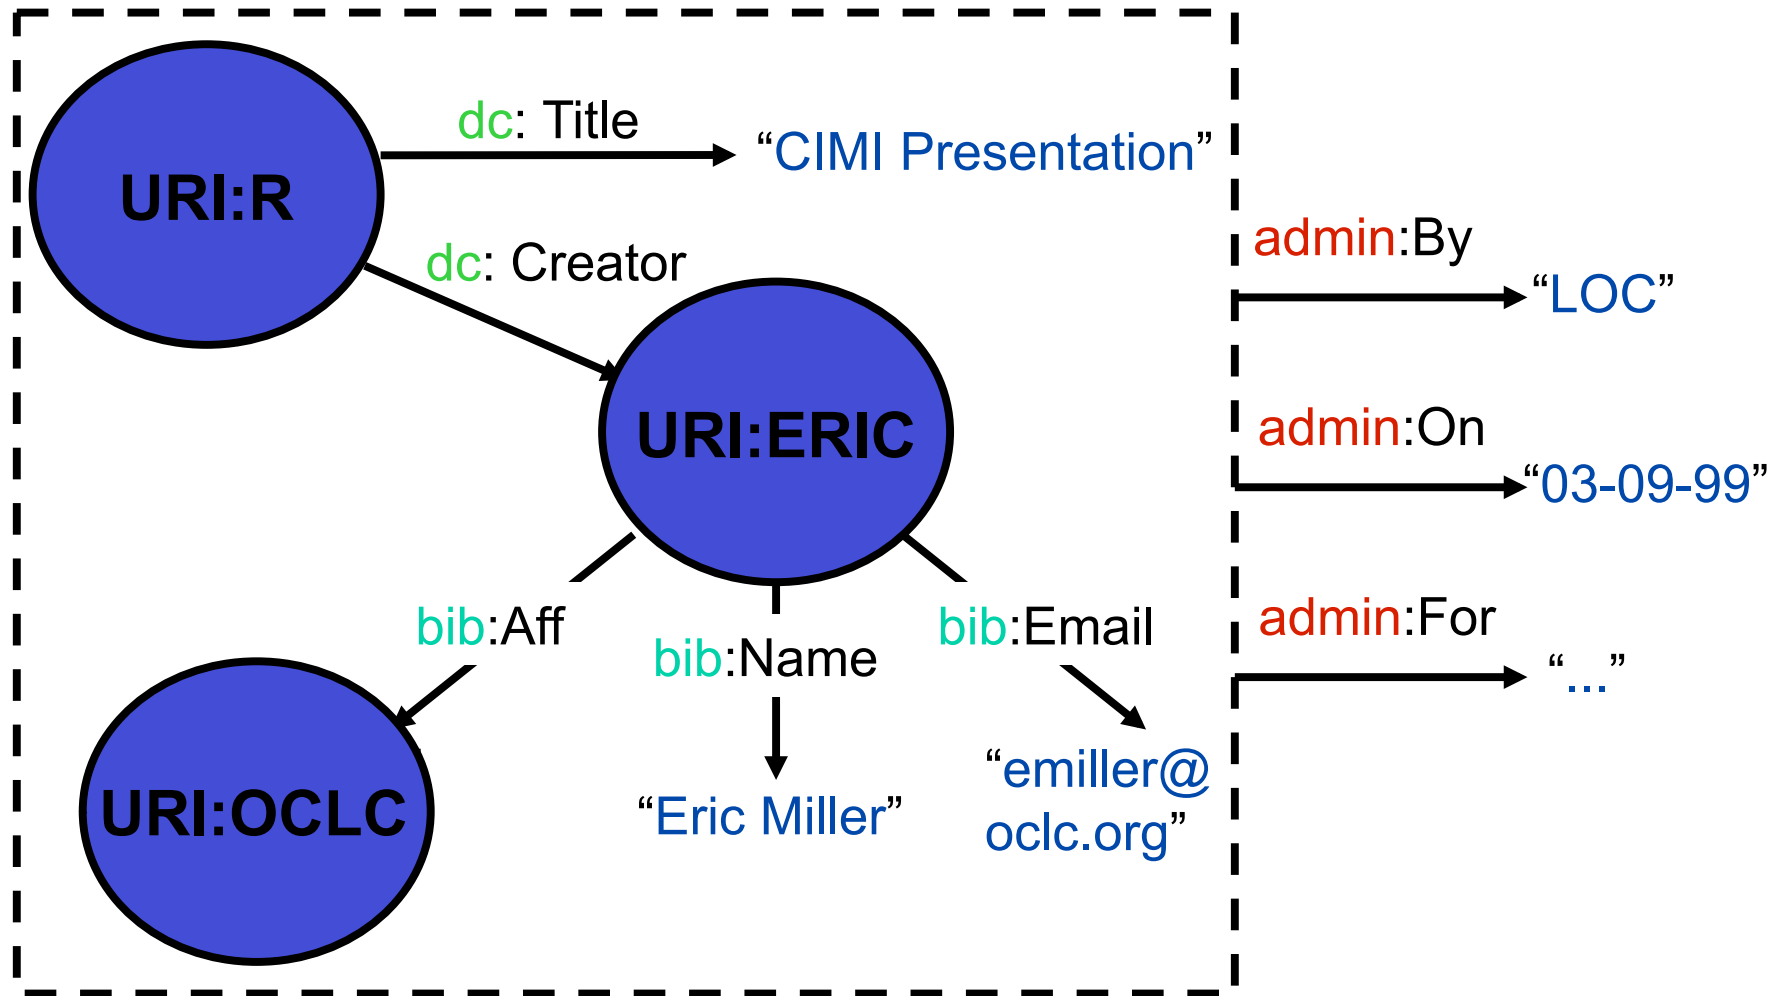 dc: Title
“CIMI Presentation”
URI:R
admin:By
dc: Creator
“LOC”
URI:ERIC
admin:On
“03-09-99”
admin:For
bib:Aff
bib:Name
bib:Email
“...”
“emiller@
oclc.org”
“Eric Miller”
URI:OCLC